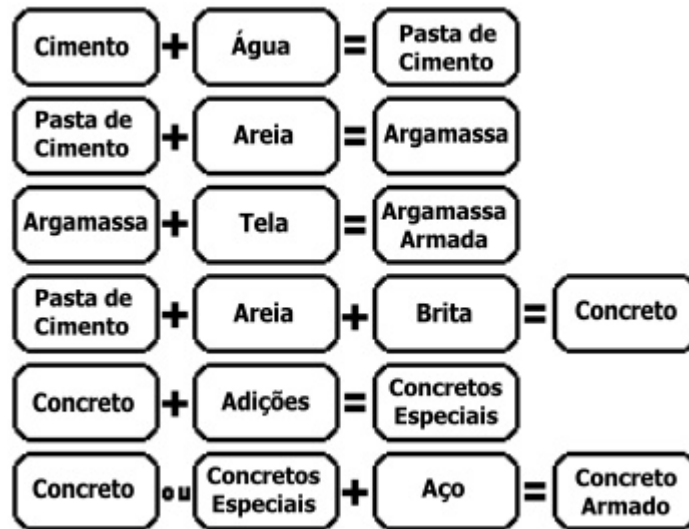 Cimento + Água = Pasta de Cimento
Pasta de Cimento + Areia = Argamassa
Argamassa + Tela = Argamassa Armada
Pasta de Cimento + Areia + Brita = Concreto
Concreto + Adições = Concretos Especiais
Concreto ou Concretos Especiais + Aço = Concreto Armado